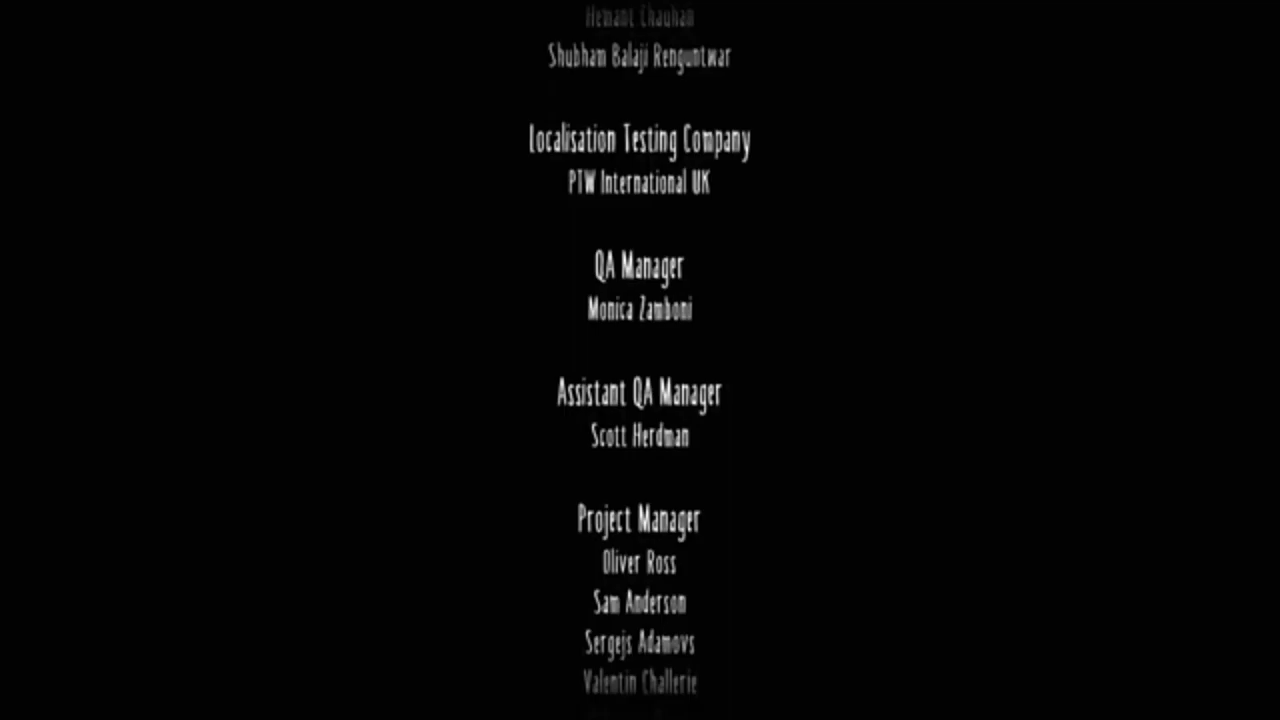 Hemant Chauhan
Shubham Balaji Renguntwar
Localisation Testing Company
PTW International UK
QA Manager
Monica Zamboni
Assistant QA Manager
Scott Herdman
Project Manager
Oliver Ross
Sam Anderson
Sergejs Adamovs
Valentin Challerie